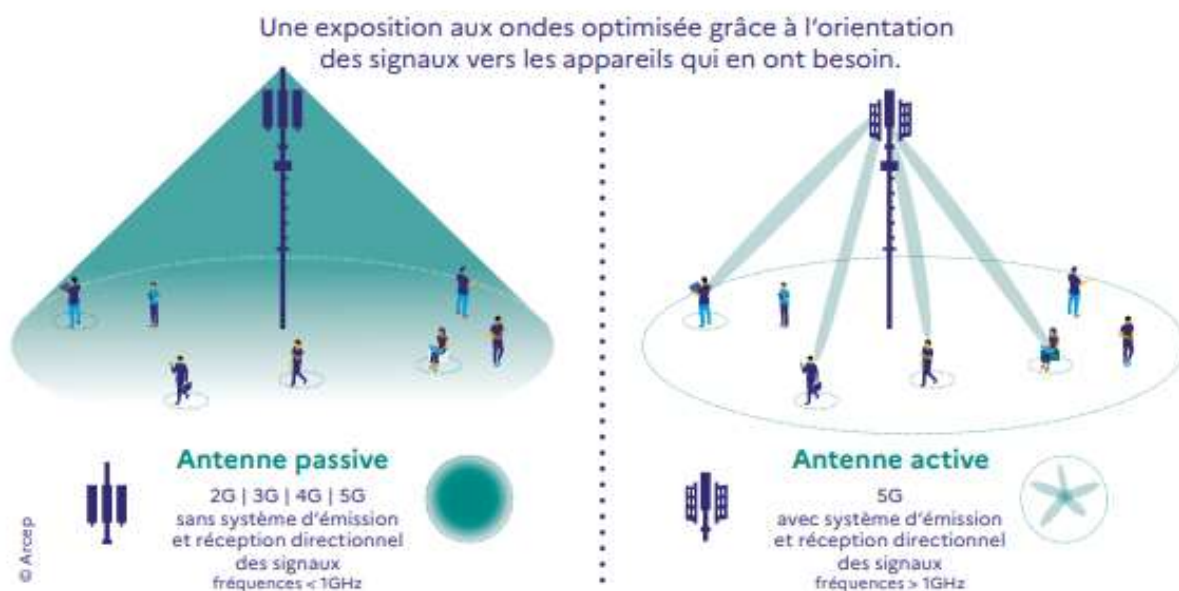 Une exposition aux ondes optimisée grâce à l'orientation
des signaux vers les appareils qui en ont besoin.
Antenne passive
2G | 3G | 4G | 5G
sans système d'émission
et réception directionnel
des signaux
fréquences < 1GHz
© Arcep
Antenne active
5G
avec système d'émission
et réception directionnel
des signaux
fréquences > 1GHz